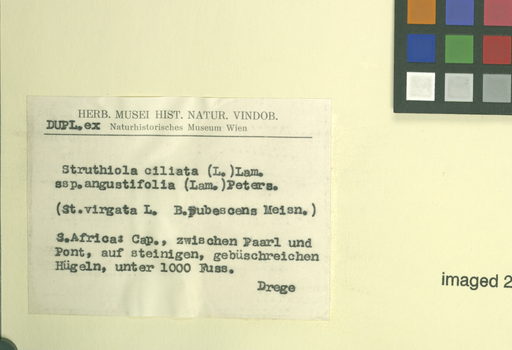 HERB. MUSEI HIST. NATUR. VINDOB.
DUPL.ex Naturhistorisches Museum Wien
Struthiola ciliata (L.)Lam.
ssp.angustifolia (Lam.)Peters.
(St.virgata L. B.pubescens Meisn.)
S.Africa: Cap., zwischen Paarl und
Pont, auf steinigen, gebüschreichen
Hügeln, unter 1000 Fuss.
Drege
imaged 2